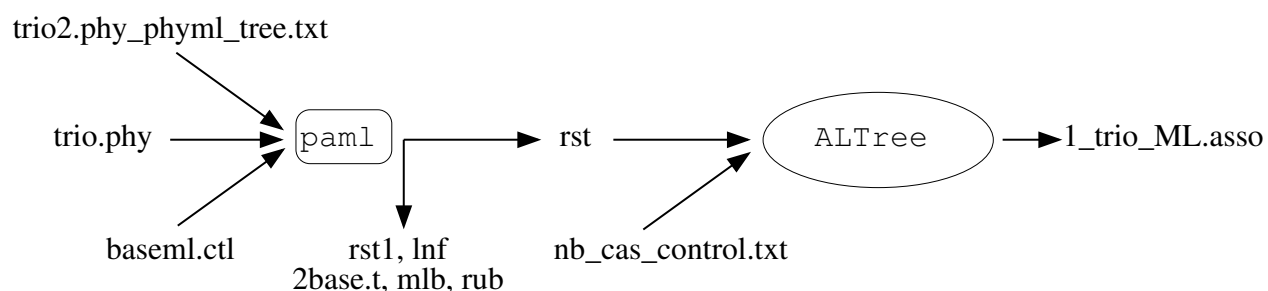 trio2.phy_phyml_tree.txt
trio.phy
paml
rst
ALTree
1_trio_ML.asso
baseml.ctl
rst1, lnf
nb_cas_control.txt
2base.t, mlb, rub